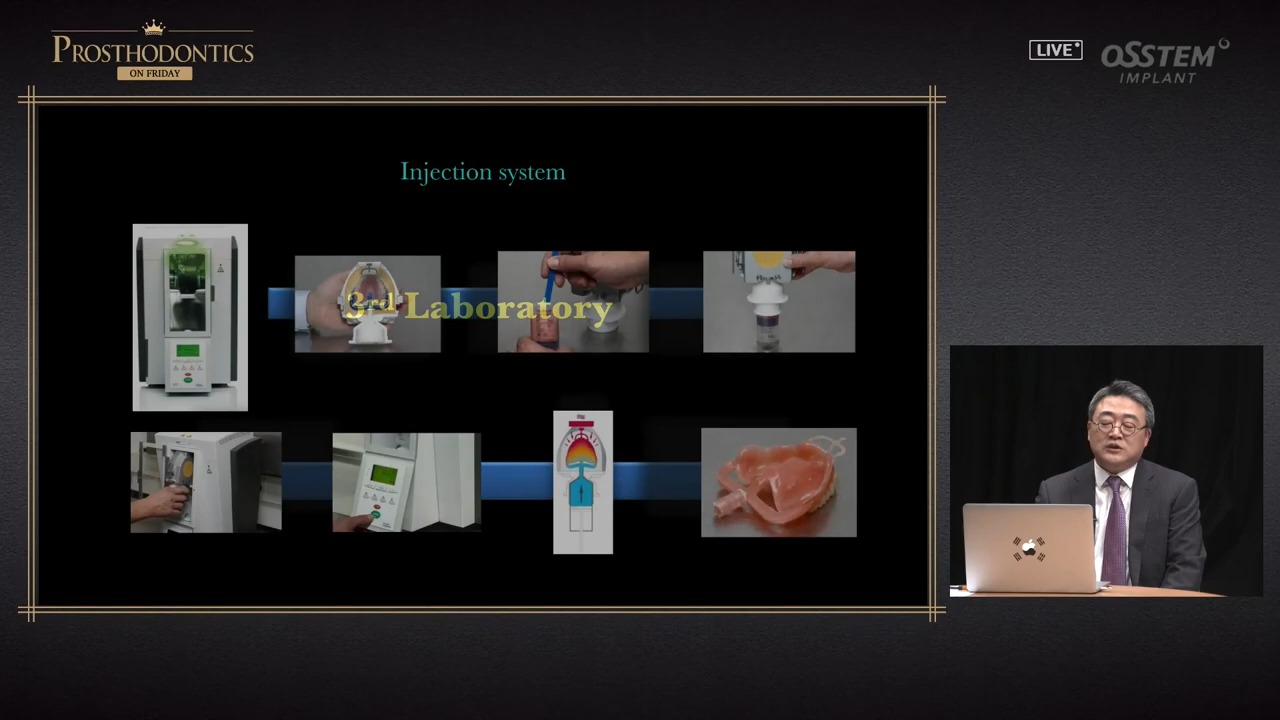 PROSTHODONTICS
ON FRIDAY
LIVE
OSSTEM
IMPLANT
Injection system
3rd Laboratory